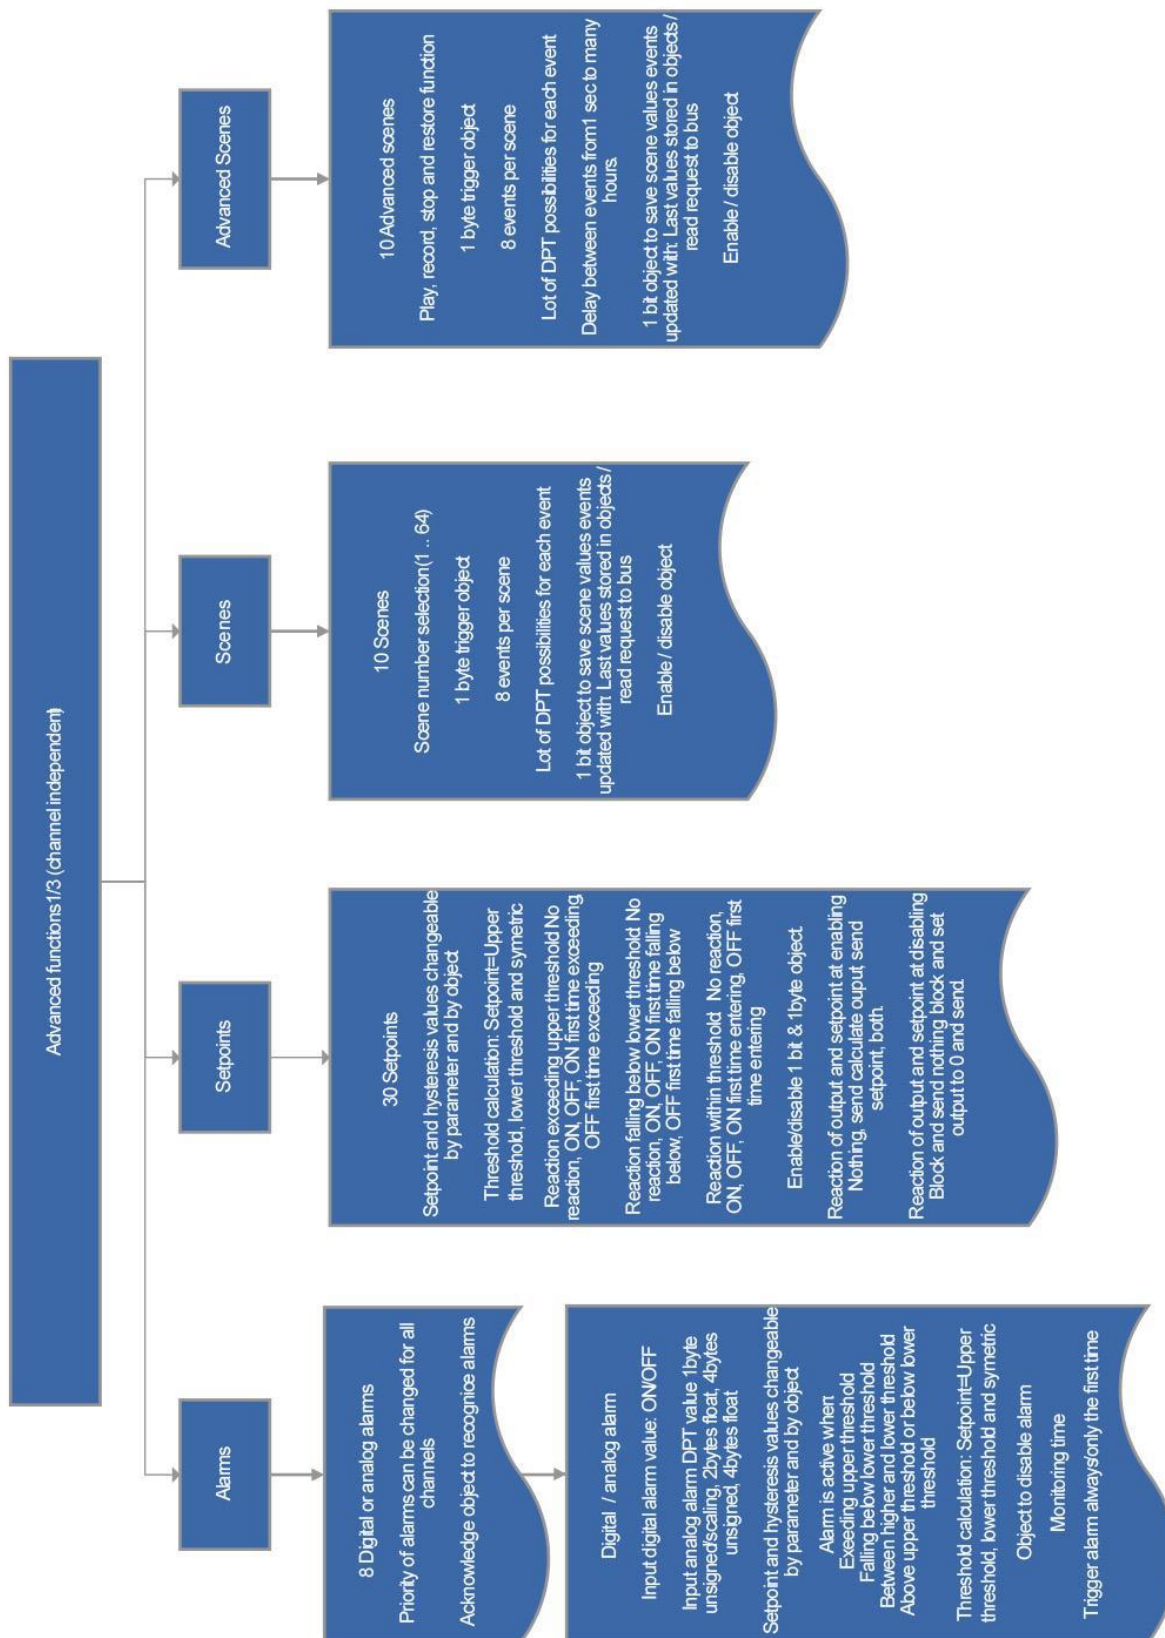 Advanced functions 1/3 (channel independent)
Alarms
8 Digital or analog alarms
Priority of alarms can be changed for all
channels
Acknowledge object to recognice alarms
Digital / analog alarm
Input digital alarm value: ON/OFF
Input analog alarm DPT value 1byte
unsigned/scaling, 2bytes float, 4bytes
unsigned, 4bytes float
Setpoint and hysteresis values changeable
by parameter and by object
Alarm is active when
Exeeding upper threshold
Falling below lower threshold
Between higher and lower threshold
Above upper threshold or below lower
threshold
Threshold calculation: Setpoint=Upper
threshold, lower threshold and symetric
Object to disable alarm
Monitoring time
Trigger alarm always/only the first time
Setpoints
30 Setpoints
Setpoint and hysteresis values changeable
by parameter and by object
Threshold calculation: Setpoint=Upper
threshold, lower threshold and symetric
Reaction exceeding upper threshold No
reaction, ON, OFF, ON first time exceeding,
OFF first time exceeding
Reaction falling below lower threshold: No
reaction, ON, OFF, ON first time falling
below, OFF first time falling below
Reaction within threshold: No reaction,
ON, OFF, ON first time entering, OFF first
time entering
Enable/disable 1 bit & 1byte object.
Reaction of output and setpoint at enabling
Nothing, send calculate ouput, send
setpoint, both.
Reaction of output and setpoint at disabling
Block and send nothing block and set
output to 0 and send.
Scenes
10 Scenes
Scene number selection (1 .. 64)
1 byte trigger object
8 events per scene
Lot of DPT possibilities for each event
1 bit object to save scene values events
updated with: Last values stored in objects /
read request to bus
Enable / disable object
Advanced Scenes
10 Advanced scenes
Play, record, stop and restore function
1 byte trigger object
8 events per scene
Lot of DPT possibilities for each event
Delay between events from 1 sec to many
hours.
1 bit object to save scene values events
updated with: Last values stored in objects /
read request to bus
Enable / disable object